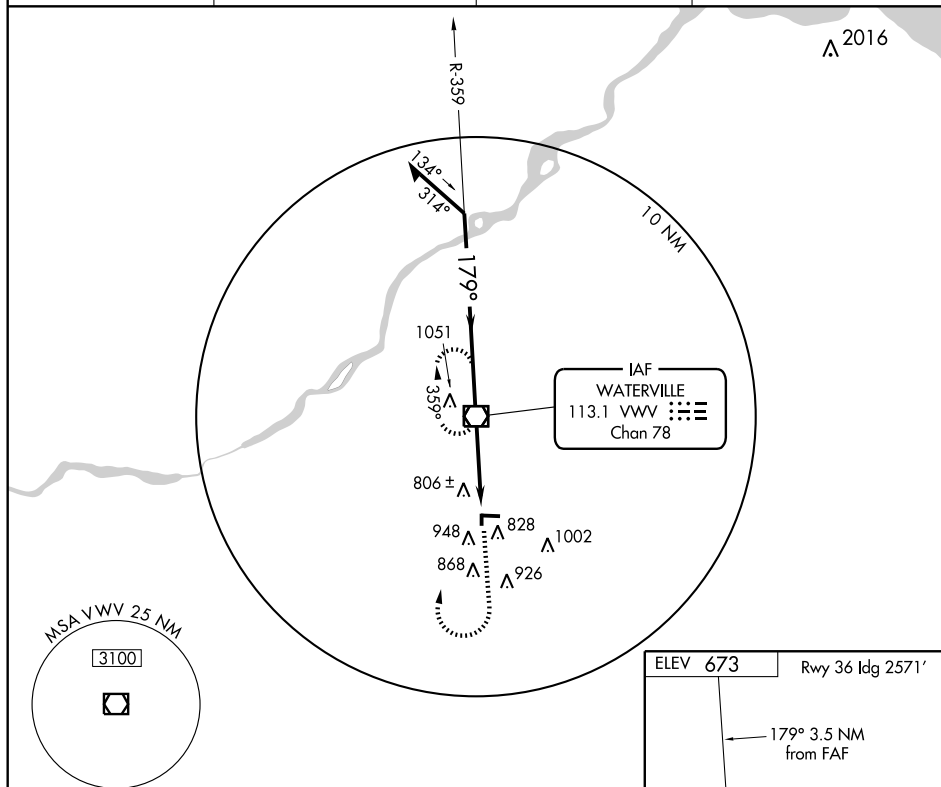 2016
R-359
134°
314°
10 NM
179°
1051
359°
IAF
WATERVILLE
113.1 VWV
Chan 78
806 ±
948
828
1002
868
926
MSA VWV 25 NM
3100
ELEV 673
Rwy 36 ldg 2571'
179° 3.5 NM
from FAF